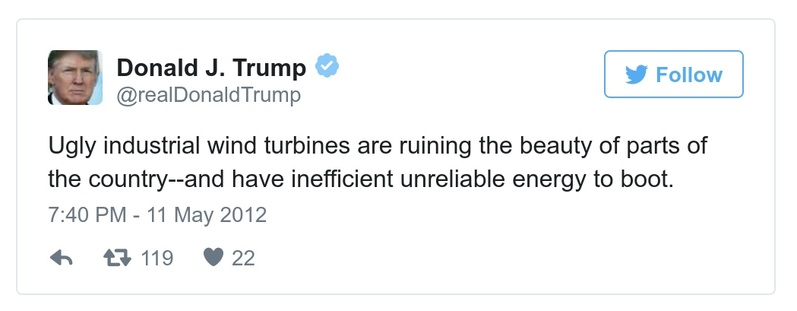 Donald J. Trump
@realDonaldTrump
Follow
Ugly industrial wind turbines are ruining the beauty of parts of
the country--and have inefficient unreliable energy to boot.
7:40 PM - 11 May 2012
119 22